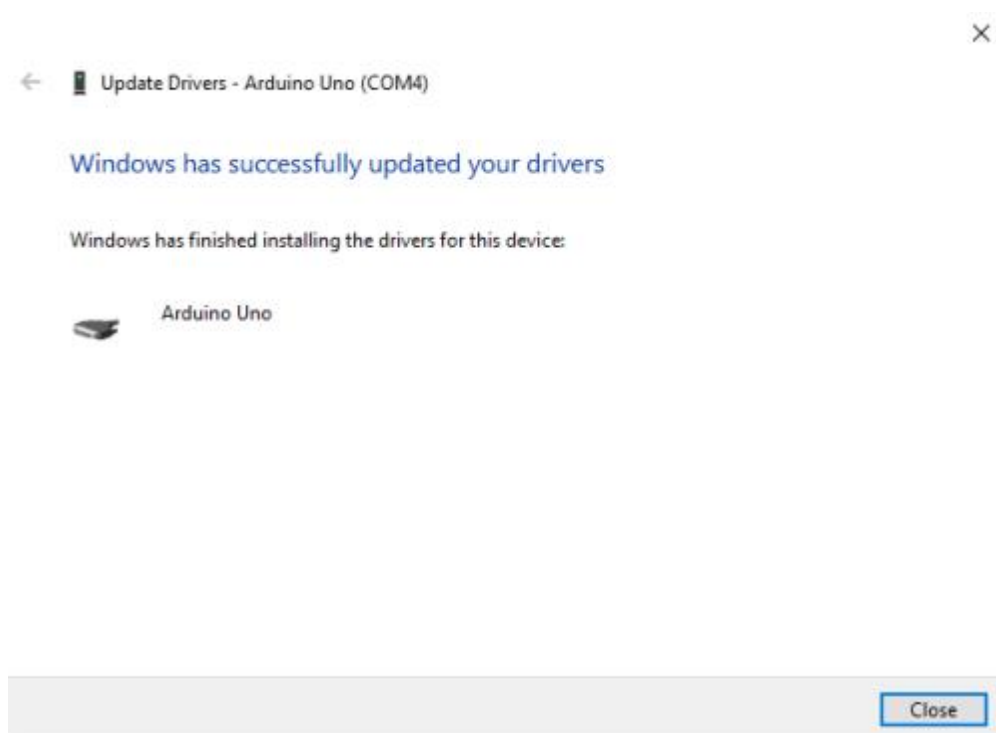 Update Drivers - Arduino Uno (COM4)
Windows has successfully updated your drivers
Windows has finished installing the drivers for this device:
Arduino Uno
Close